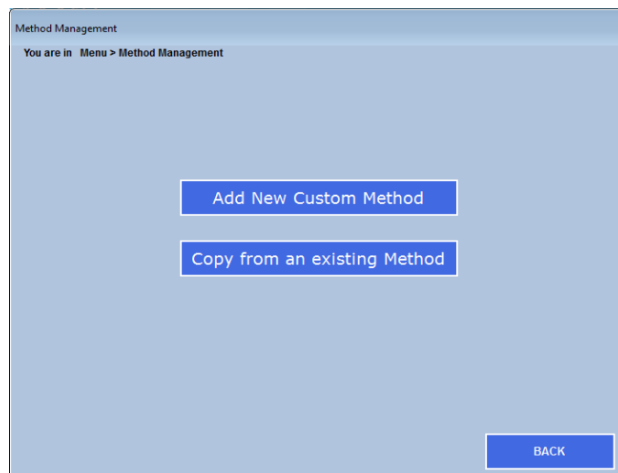 Method Management
You are in Menu > Method Management
Add New Custom Method
Copy from an existing Method
BACK